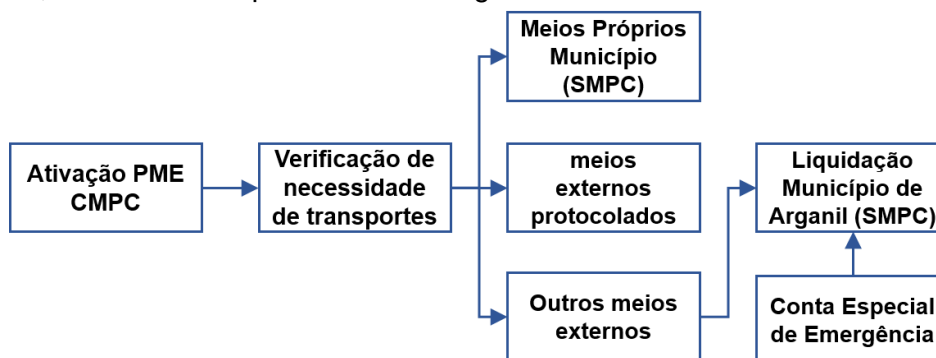 Meios Próprios
Município
(SMPC)
Ativação PME
CMPC
Verificação de
necessidade
de transportes
meios
externos
protocolados
Liquidação
Município de
Arganil (SMPC)
Outros meios
externos
Conta Especial
de Emergência